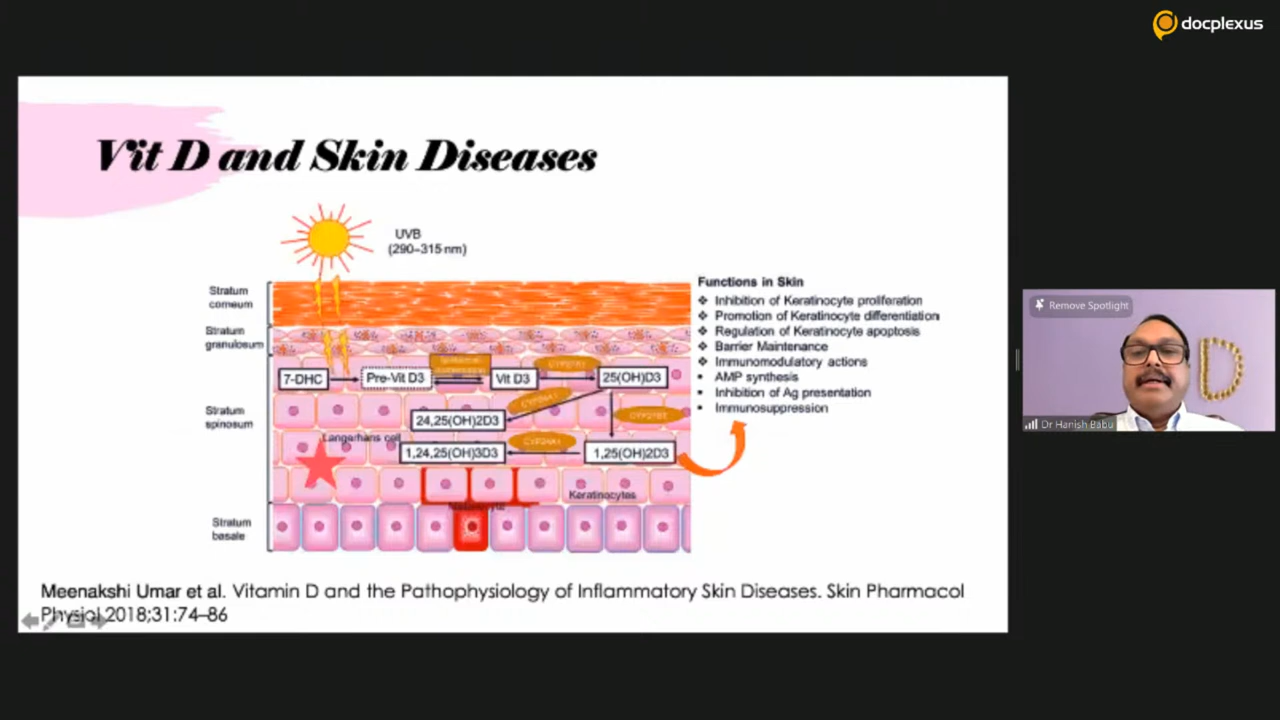 docplexus
Vit D and Skin Diseases
UVB
(290–315 nm)
Stratum
corneum
Stratum
granulosum
Stratum
spinosum
Stratum
basale
7-DHC
Pre-Vit D3
Vit D3
25(OH)D3
24,25(OH)2D3
Langerhans cell
1,24,25(OH)3D3
1,25(OH)2D3
Keratinocytes
Functions in Skin
❖ Inhibition of Keratinocyte proliferation
❖ Promotion of Keratinocyte differentiation
❖ Regulation of Keratinocyte apoptosis
❖ Barrier Maintenance
❖ Immunomodulatory actions
• AMP synthesis
• Inhibition of Ag presentation
• Immunosuppression
Meenakshi Umar et al. Vitamin D and the Pathophysiology of Inflammatory Skin Diseases. Skin Pharmacol
Physiol 2018;31:74–86
Remove Spotlight
D
Dr Harish Babu